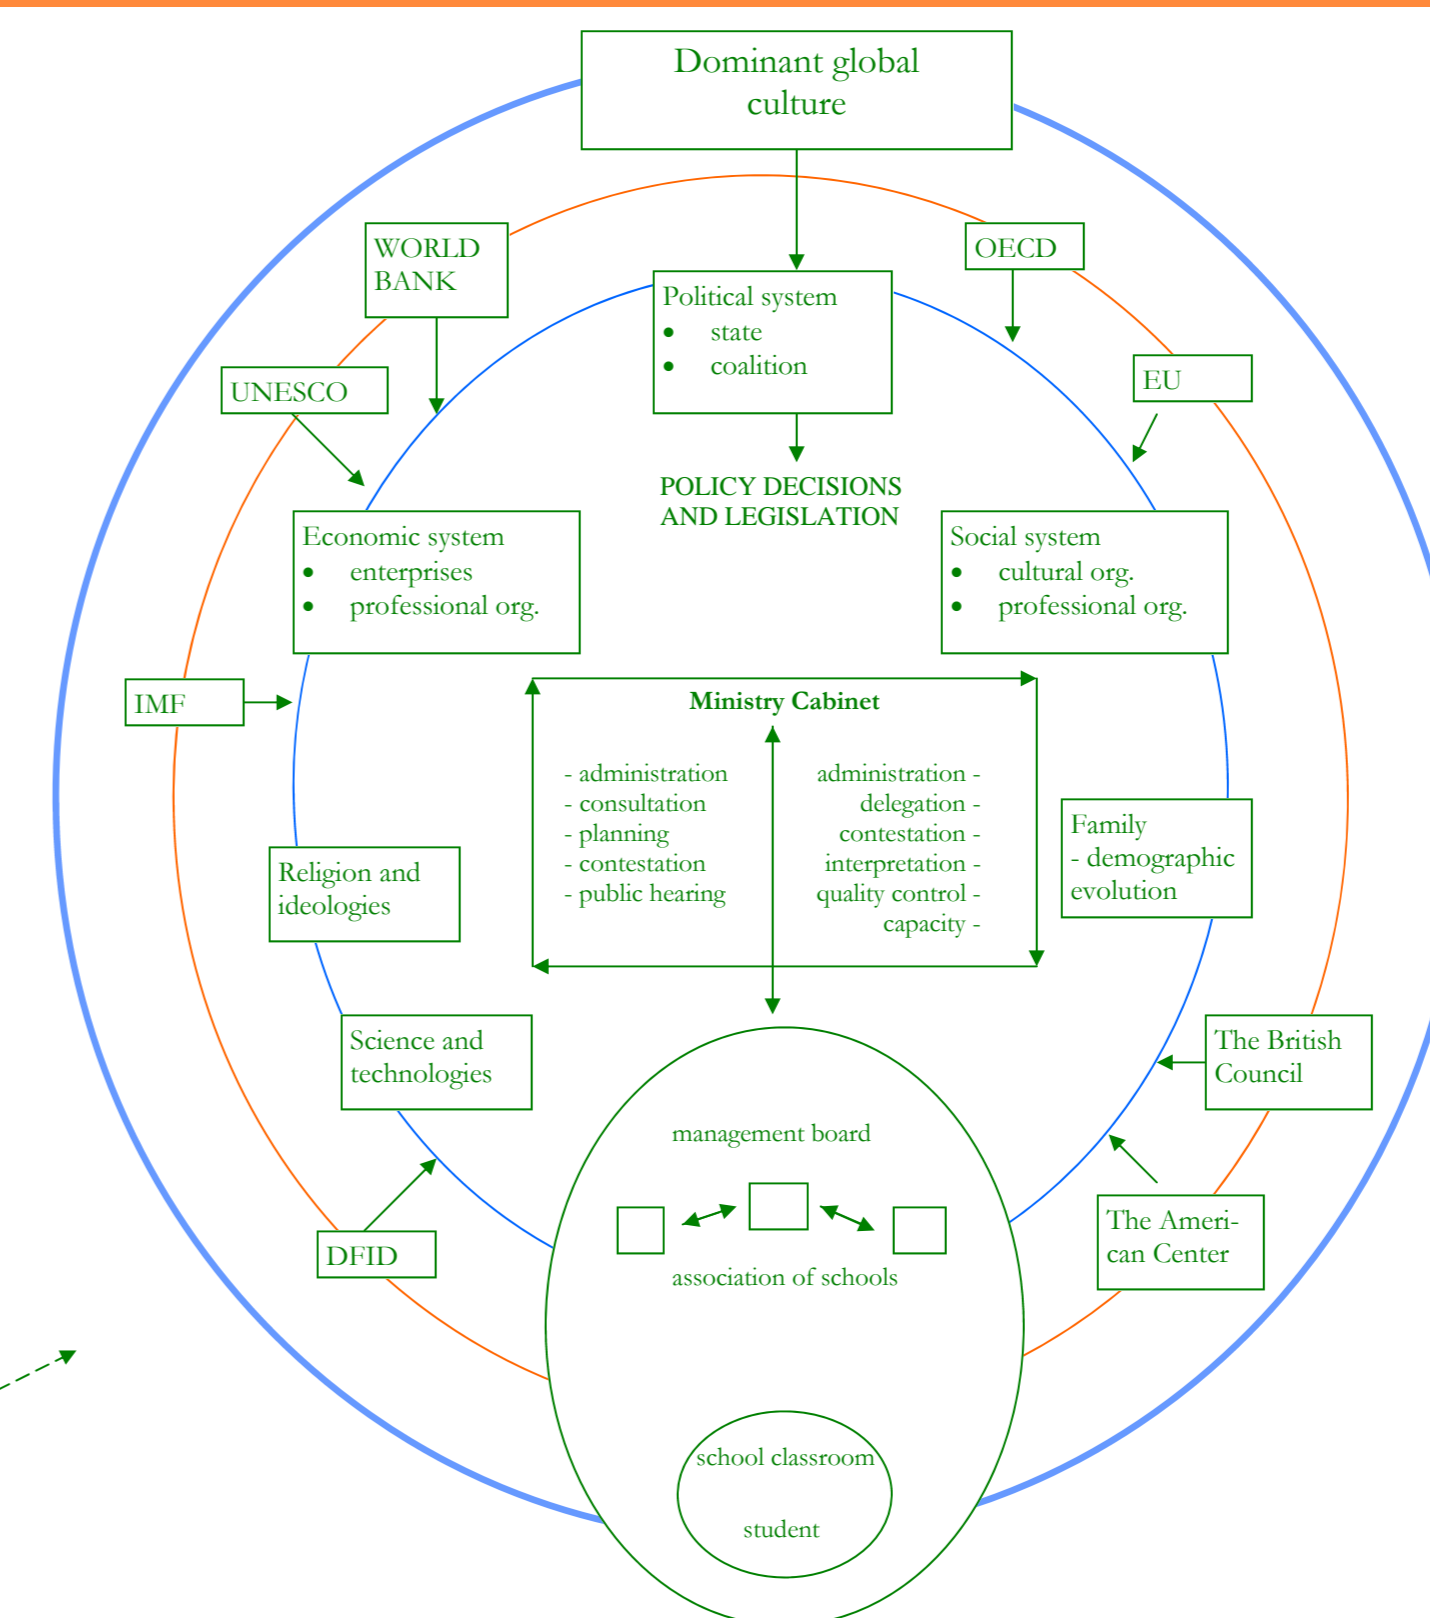 Dominant global
culture
WORLD
BANK
OECD
Political system
• state
• coalition
UNESCO
EU
POLICY DECISIONS
AND LEGISLATION
Economic system
• enterprises
• professional org.
Social system
• cultural org.
• professional org.
IMF
Ministry Cabinet
- administration
- consultation
- planning
- contestation
- public hearing
administration -
delegation -
contestation -
interpretation -
quality control -
capacity -
Family
- demographic
evolution
Religion and
ideologies
Science and
technologies
The British
Council
management board
association of schools
DFID
The Ameri-
can Center
school classroom
student